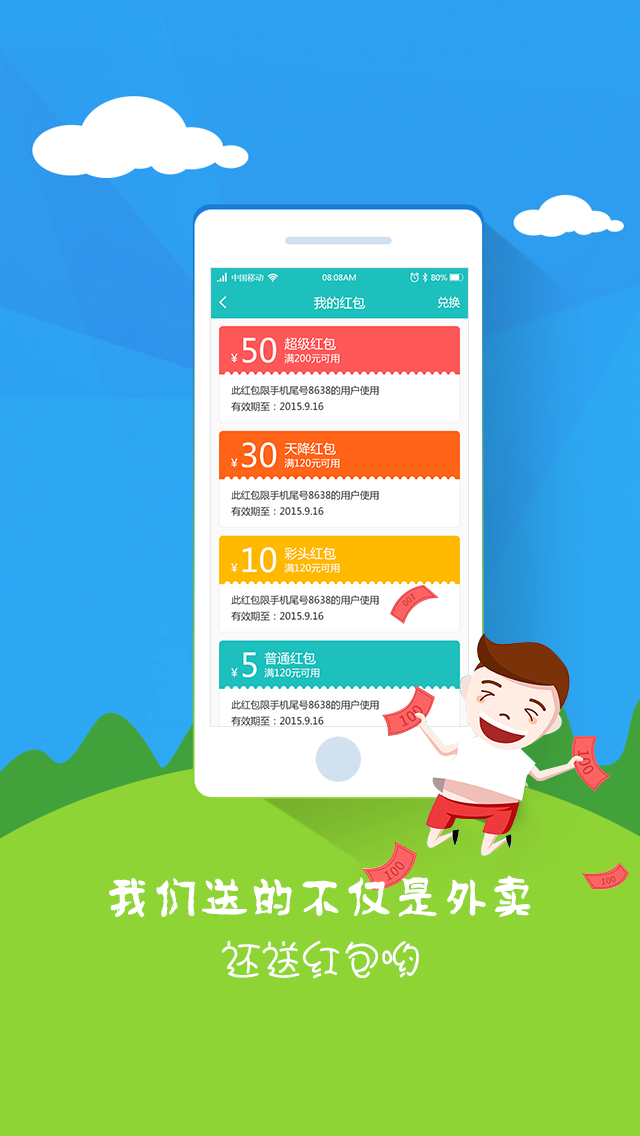 中国移动 08:08AM 80%
我的红包 兑换
¥50 超级红包
满200元可用
此红包限手机尾号8638的用户使用
有效期至：2015.9.16
¥30 天降红包
满120元可用
此红包限手机尾号8638的用户使用
有效期至：2015.9.16
¥10 彩头红包
满120元可用
此红包限手机尾号8638的用户使用
有效期至：2015.9.16
100
¥5 普通红包
满120元可用
此红包限手机尾号8638的用户使用
有效期至：2015.9.16
100
100
100
100
我们送的不仅是外卖
还送红包哟